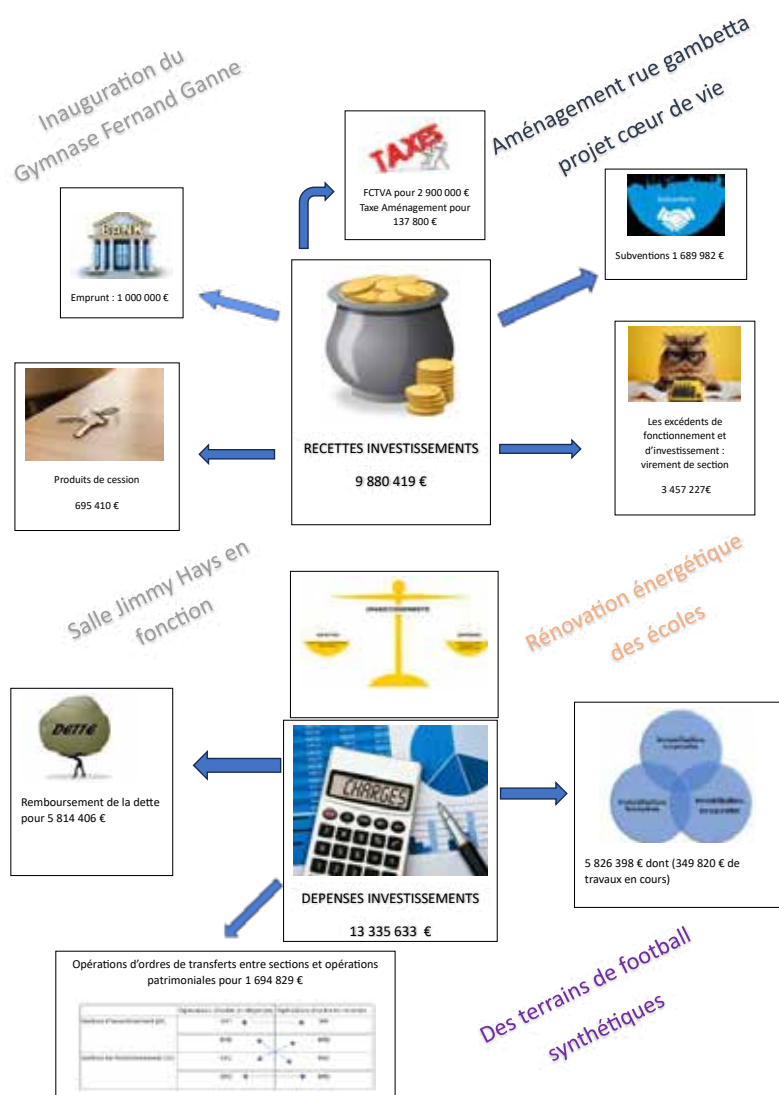 Inauguration du
Gymnase Fernand Ganne
Aménagement rue gambetta
projet cœur de vie
TAXES
FCTVA pour 2 900 000 €
Taxe Aménagement pour
137 800 €
BANK
Emprunt : 1 000 000 €
Subventions 1 689 982 €
RECETTES INVESTISSEMENTS
9 880 419 €
Produits de cession
695 410 €
Les excédents de
fonctionnement et
d'investissement :
virement de section
3 457 227€
Salle Jimmy Hays en
fonction
Rénovation énergétique
des écoles
DETTE
Remboursement de la dette
pour 5 814 406 €
CHARGES
DEPENSES INVESTISSEMENTS
13 335 633 €
5 826 398 € dont (349 820 € de
travaux en cours)
Opérations d'ordres de transferts entre sections et opérations
patrimoniales pour 1 694 829 €
Des terrains de football
synthétiques